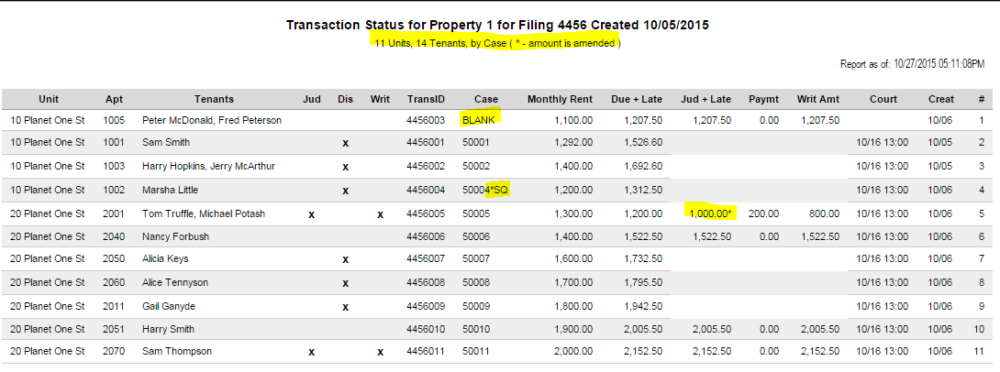 Transaction Status for Property 1 for Filing 4456 Created 10/05/2015
11 Units, 14 Tenants, by Case ( * - amount is amended )
Report as of: 10/27/2015 05:11:08PM
Unit Apt Tenants Jud Dis Writ TransID Case Monthly Rent Due + Late Jud + Late Paymt Writ Amt Court Creat #
10 Planet One St 1005 Peter McDonald, Fred Peterson 4456003 BLANK 1,100.00 1,207.50 1,207.50 0.00 1,207.50 10/06 1
10 Planet One St 1001 Sam Smith x 4456001 50001 1,292.00 1,526.60 10/16 13:00 10/05 2
10 Planet One St 1003 Harry Hopkins, Jerry McArthur x 4456002 50002 1,400.00 1,692.60 10/16 13:00 10/05 3
10 Planet One St 1002 Marsha Little x 4456004 50004*SQ 1,200.00 1,312.50 10/16 13:00 10/06 4
20 Planet One St 2001 Tom Truffle, Michael Potash x x 4456005 50005 1,300.00 1,200.00 1,000.00* 200.00 800.00 10/16 13:00 10/06 5
20 Planet One St 2040 Nancy Forbush 4456006 50006 1,400.00 1,522.50 1,522.50 0.00 1,522.50 10/16 13:00 10/06 6
20 Planet One St 2050 Alicia Keys x 4456007 50007 1,600.00 1,732.50 10/16 13:00 10/06 7
20 Planet One St 2060 Alice Tennyson x 4456008 50008 1,700.00 1,795.50 10/16 13:00 10/06 8
20 Planet One St 2011 Gail Ganyde x 4456009 50009 1,800.00 1,942.50 10/16 13:00 10/06 9
20 Planet One St 2051 Harry Smith 4456010 50010 1,900.00 2,005.50 2,005.50 0.00 2,005.50 10/16 13:00 10/06 10
20 Planet One St 2070 Sam Thompson x x 4456011 50011 2,000.00 2,152.50 2,152.50 0.00 2,152.50 10/16 13:00 10/06 11